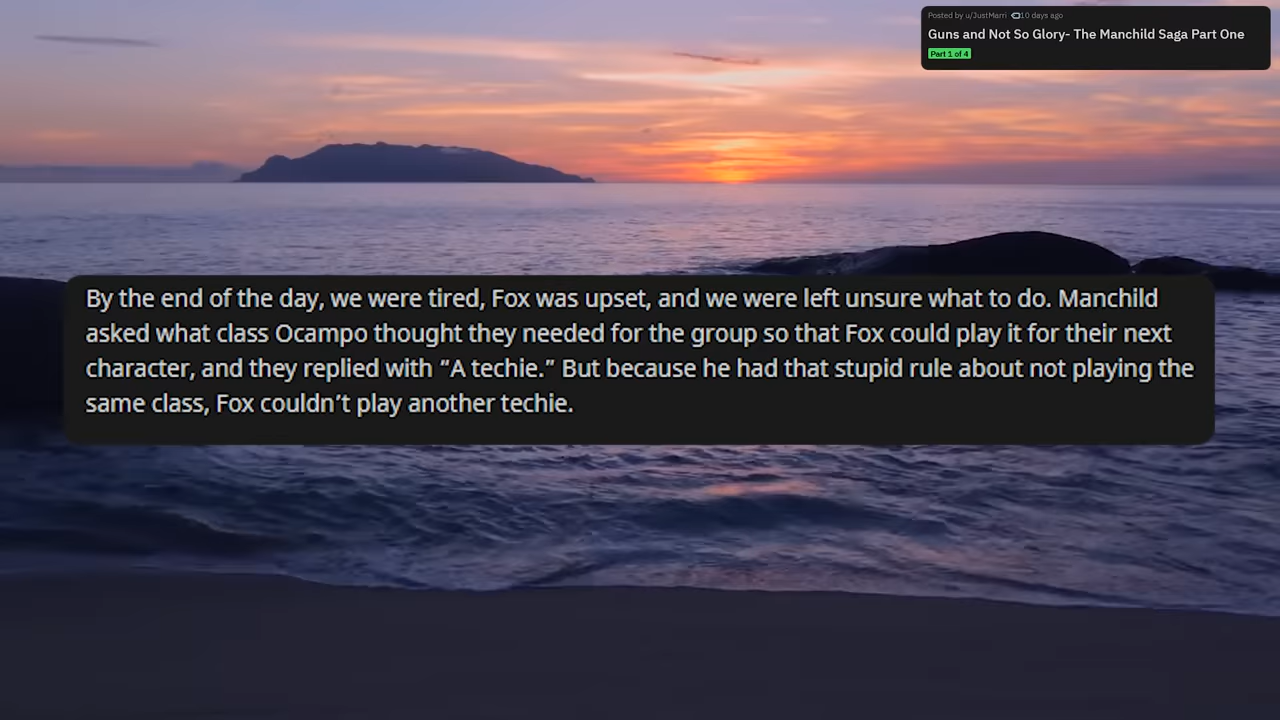 Posted by u/JustMarri 10 days ago
Guns and Not So Glory- The Manchild Saga Part One
Part 1 of 4
By the end of the day, we were tired, Fox was upset, and we were left unsure what to do. Manchild
asked what class Ocampo thought they needed for the group so that Fox could play it for their next
character, and they replied with “A techie.” But because he had that stupid rule about not playing the
same class, Fox couldn’t play another techie.